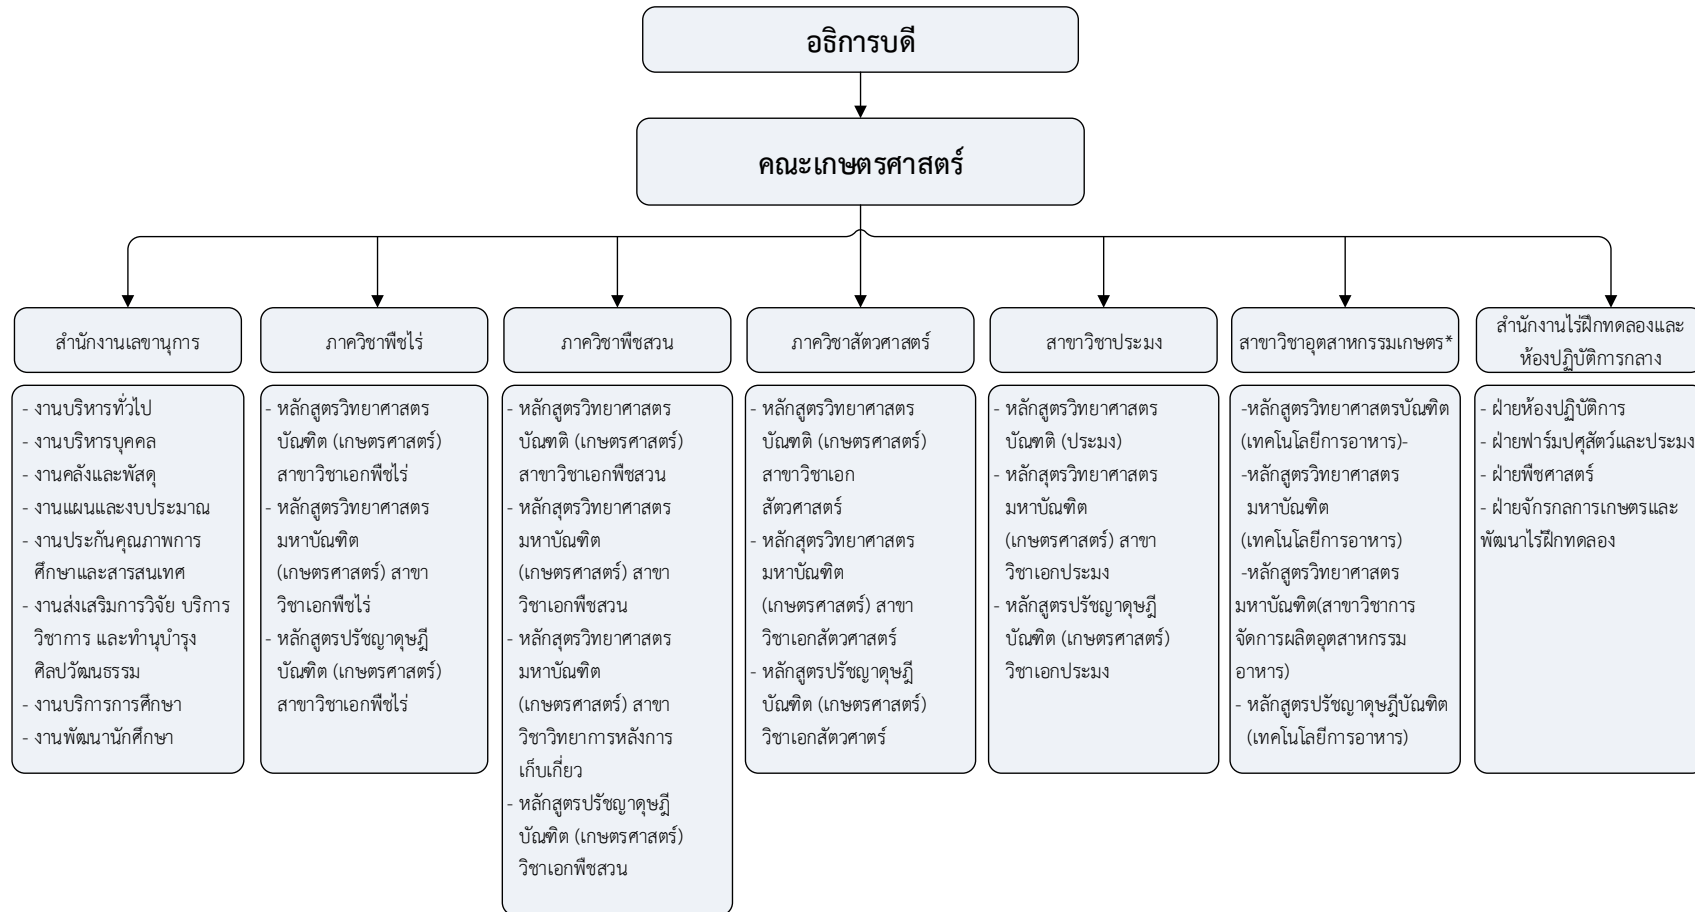 อธิการบดี
คณะเกษตรศาสตร์
สำนักงานเลขานุการ
- งานบริหารทั่วไป
- งานบริหารบุคคล
- งานคลังและพัสดุ
- งานแผนและงบประมาณ
- งานประกันคุณภาพการ
ศึกษาและสารสนเทศ
- งานส่งเสริมการวิจัย บริการ
วิชาการ และทำนุบำรุง
ศิลปวัฒนธรรม
- งานบริการการศึกษา
- งานพัฒนานักศึกษา
ภาควิชาพืชไร่
- หลักสูตรวิทยาศาสตร
บัณฑิต (เกษตรศาสตร์)
สาขาวิชาเอกพืชไร่
- หลักสูตรวิทยาศาสตร
มหาบัณฑิต
(เกษตรศาสตร์) สาขา
วิชาเอกพืชไร่
- หลักสูตรปรัชญาดุษฎี
บัณฑิต (เกษตรศาสตร์)
สาขาวิชาเอกพืชไร่
ภาควิชาพืชสวน
- หลักสุตรวิทยาศาสตร
บัณฑติ (เกษตรศาสตร์)
สาขาวิชาเอกพืชสวน
- หลักสุตรวิทยาศาสตร
มหาบัณฑิต
(เกษตรศาสตร์) สาขา
วิชาเอกพืชสวน
- หลักสุตรวิทยาศาสตร
มหาบัณฑิต
(เกษตรศาสตร์) สาขา
วิชาวิทยาการหลังการ
เก็บเกี่ยว
- หลักสูตรปรัชญาดุษฎี
บัณฑิต (เกษตรศาสตร์)
วิชาเอกพืชสวน
ภาควิชาสัตวศาสตร์
- หลักสูตรวิทยาศาสตร
บัณฑติ (เกษตรศาสตร์)
สาขาวิชาเอก
สัตวศาสตร์
- หลักสุตรวิทยาศาสตร
มหาบัณฑิต
(เกษตรศาสตร์) สาขา
วิชาเอกสัตวศาสตร์
- หลักสูตรปรัชญาดุษฎี
บัณฑิต (เกษตรศาสตร์)
วิชาเอกสัตวศาตร์
สาขาวิชาประมง
- หลักสูตรวิทยาศาสตร
บัณฑติ (ประมง)
- หลักสุตรวิทยาศาสตร
มหาบัณฑิต
(เกษตรศาสตร์) สาขา
วิชาเอกประมง
- หลักสูตรปรัชญาดุษฎี
บัณฑิต (เกษตรศาสตร์)
วิชาเอกประมง
สาขาวิชาอุตสาหกรรมเกษตร*
-หลักสูตรวิทยาศาสตรบัณฑิต
(เทคโนโลยีการอาหาร)-
-หลักสูตรวิทยาศาสตร
มหาบัณฑิต
(เทคโนโลยีการอาหาร)
-หลักสูตรวิทยาศาสตร
มหาบัณฑิต(สาขาวิชาการ
จัดการผลิตอุตสาหกรรม
อาหาร)
- หลักสูตรปรัชญาดุษฎีบัณฑิต
(เทคโนโลยีการอาหาร)
สำนักงานไร่ฝึกทดลองและ
ห้องปฏิบัติการกลาง
- ฝ่ายห้องปฏิบัติการ
- ฝ่ายฟาร์มปศุสัตว์และประมง
- ฝ่ายพืชศาสตร์
- ฝ่ายจักรกลการเกษตรและ
พัฒนาไร่ฝึกทดลอง